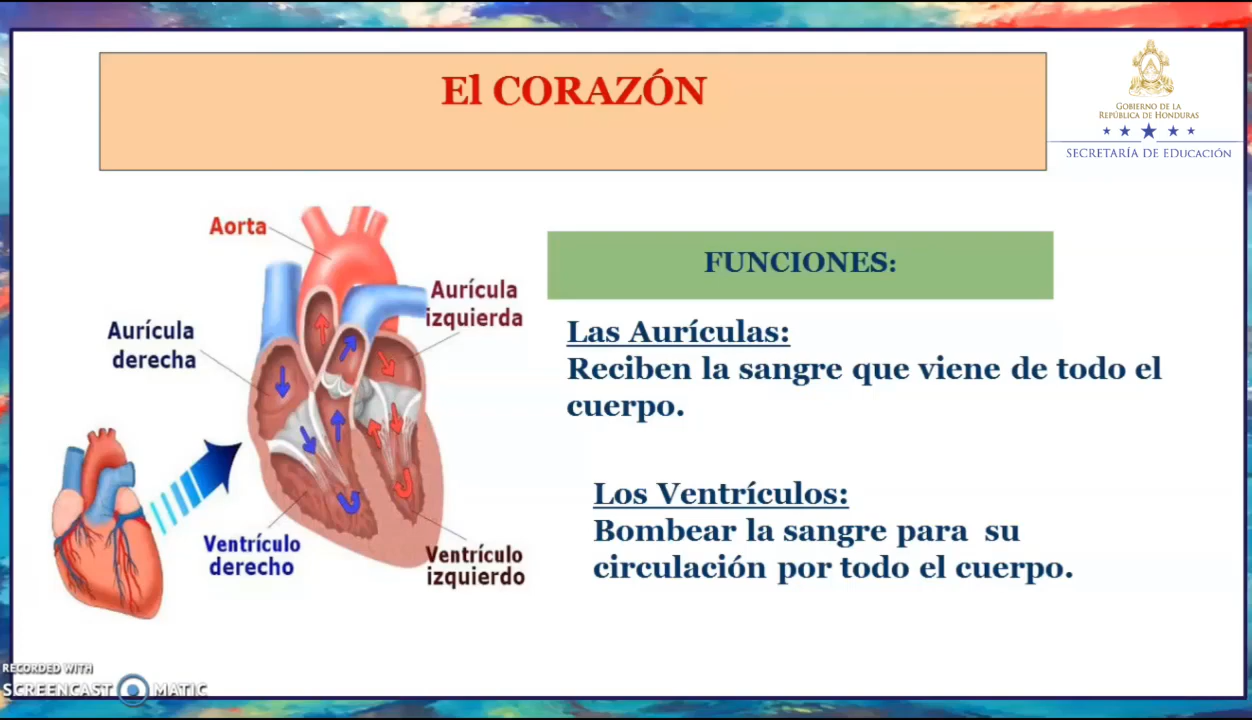 El CORAZÓN
GOBIERNO DE LA
REPÚBLICA DE HONDURAS
SECRETARÍA DE EDUCACIÓN
Aorta
Aurícula
izquierda
Aurícula
derecha
Ventrículo
derecho
Ventrículo
izquierdo
FUNCIONES:
Las Aurículas:
Reciben la sangre que viene de todo el
cuerpo.
Los Ventrículos:
Bombear la sangre para su
circulación por todo el cuerpo.
RECORDED WITH
SCREENCAST MATIC